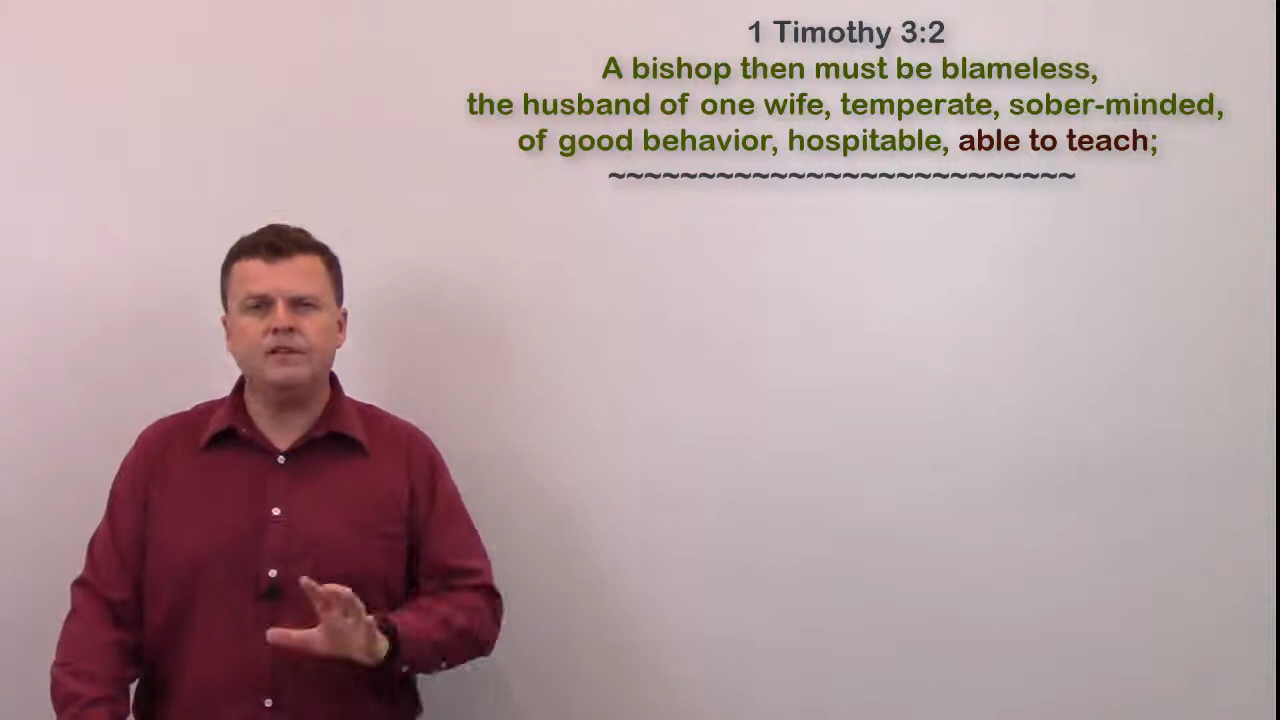 1 Timothy 3:2
A bishop then must be blameless,
the husband of one wife, temperate, sober-minded,
of good behavior, hospitable, able to teach;
~~~~~~~~~~~~~~~~~~~~~~~~~~